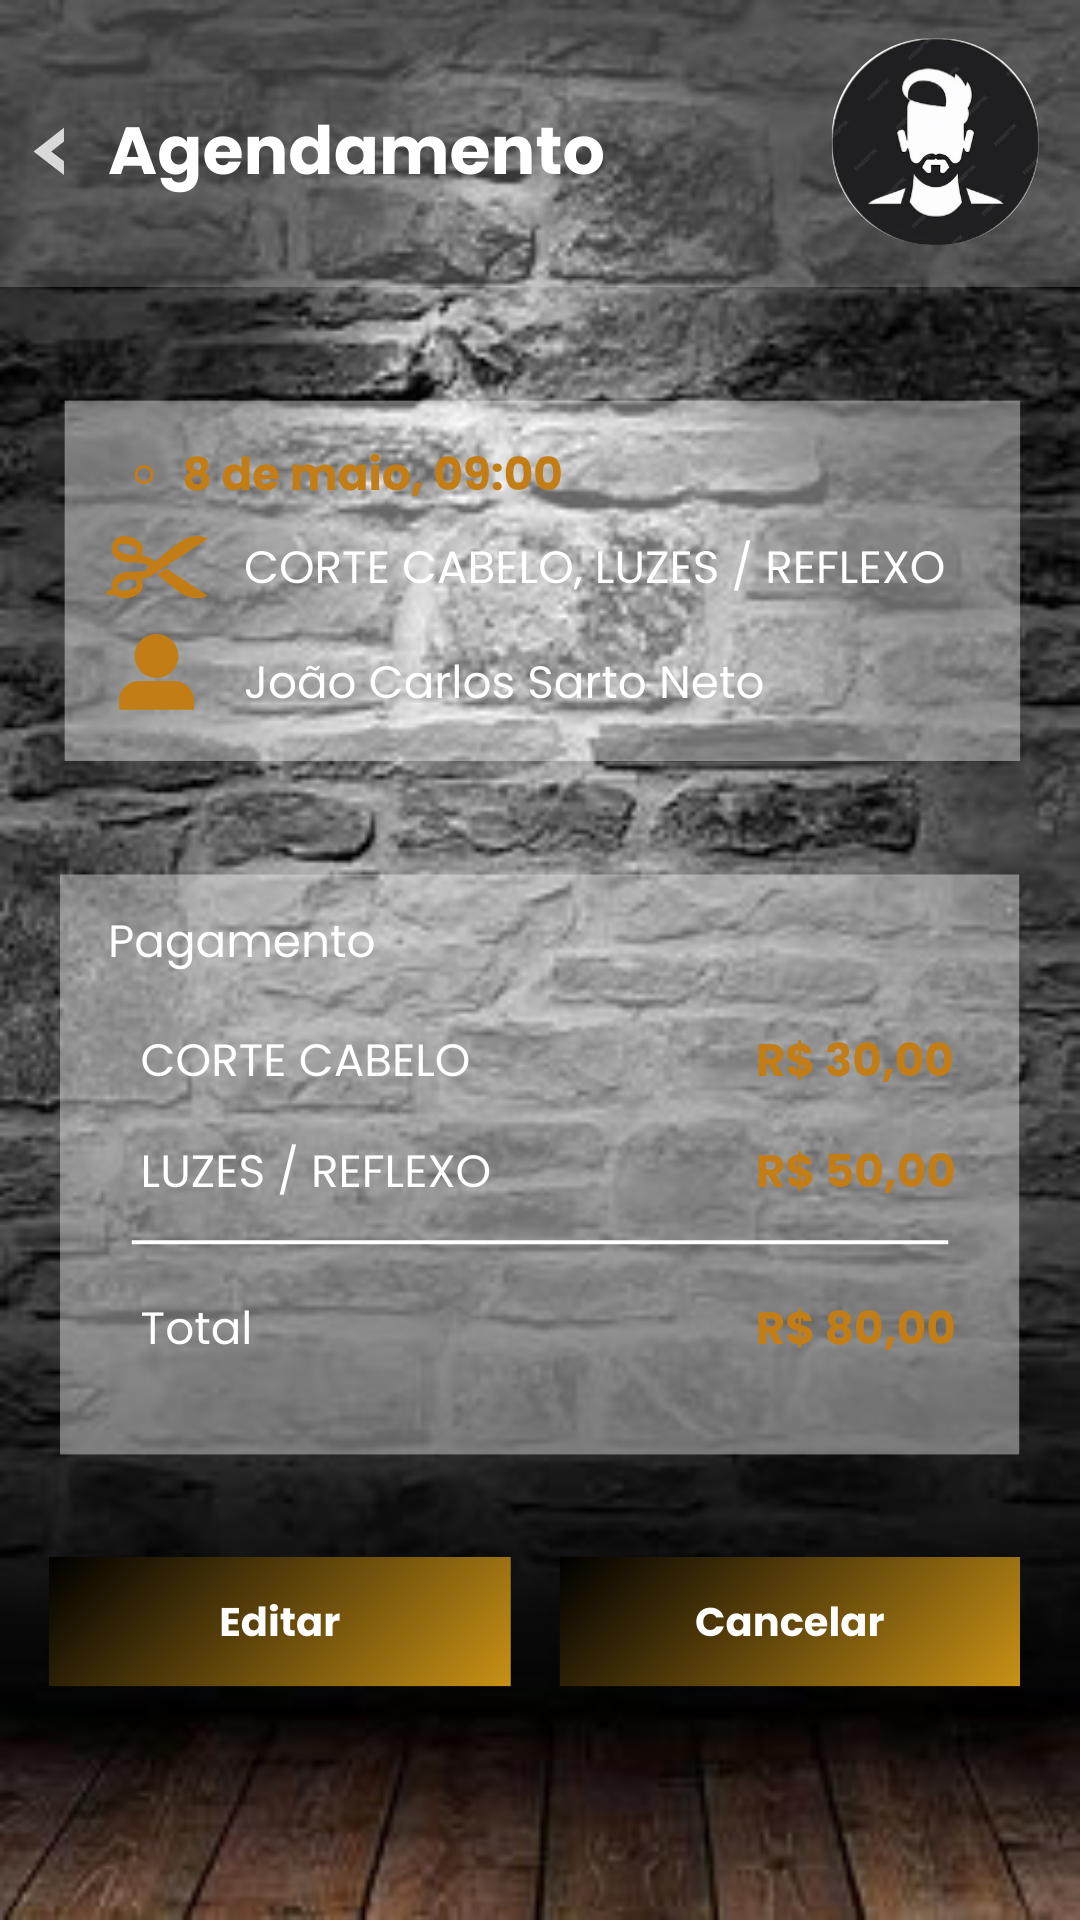 Agendamento
8 de maio, 09:00
CORTE CABELO, LUZES / REFLEXO
João Carlos Sarto Neto
Pagamento
CORTE CABELO R$ 30,00
LUZES / REFLEXO R$ 50,00
Total R$ 80,00
Editar Cancelar